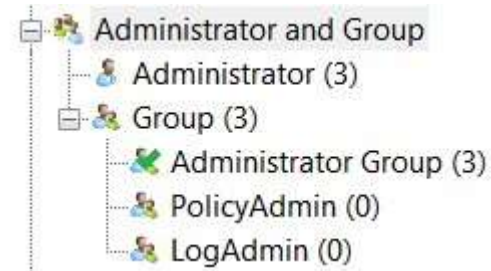 Administrator and Group
Administrator (3)
Group (3)
Administrator Group (3)
PolicyAdmin (0)
LogAdmin (0)